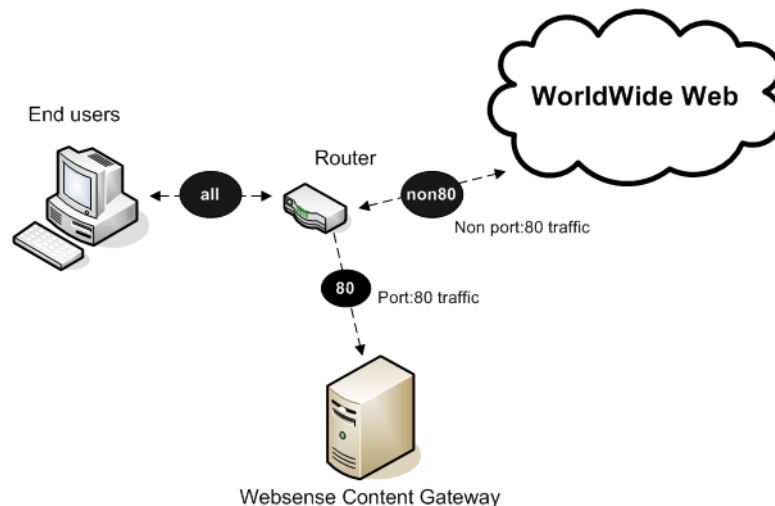 WorldWide Web
End users
Router
all
non80
Non port:80 traffic
80
Port:80 traffic
Websense Content Gateway